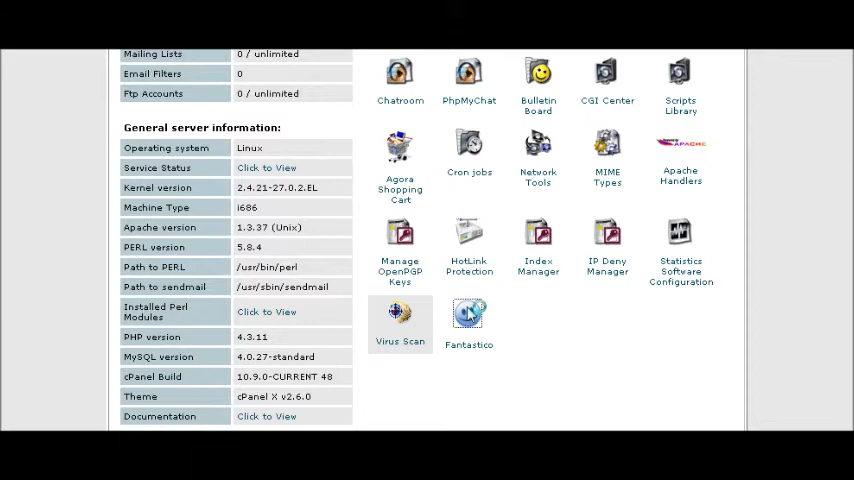 Mailing Lists 0 / unlimited
Email Filters 0
Ftp Accounts 0 / unlimited
General server information:
Operating system Linux
Service Status Click to View
Kernel version 2.4.21-27.0.2.EL
Machine Type i686
Apache version 1.3.37 (Unix)
PERL version 5.8.4
Path to PERL /usr/bin/perl
Path to sendmail /usr/sbin/sendmail
Installed Perl
Modules Click to View
PHP version 4.3.11
MySQL version 4.0.27-standard
cPanel Build 10.9.0-CURRENT 48
Theme cPanel X v2.6.0
Documentation Click to View
Chatroom PhpMyChat Bulletin
Board CGI Center Scripts
Library
APACHE
Agora
Shopping
Cart Cron jobs Network
Tools MIME
Types Apache
Handlers
Manage
OpenPGP
Keys HotLink
Protection Index
Manager IP Deny
Manager Statistics
Software
Configuration
Virus Scan Fantastico